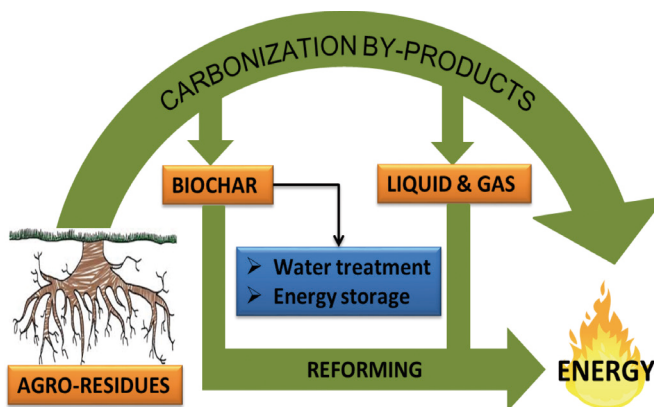 CARBONIZATION BY-PRODUCTS
BIOCHAR
LIQUID & GAS
Water treatment
Energy storage
REFORMING
ENERGY
AGRO-RESIDUES